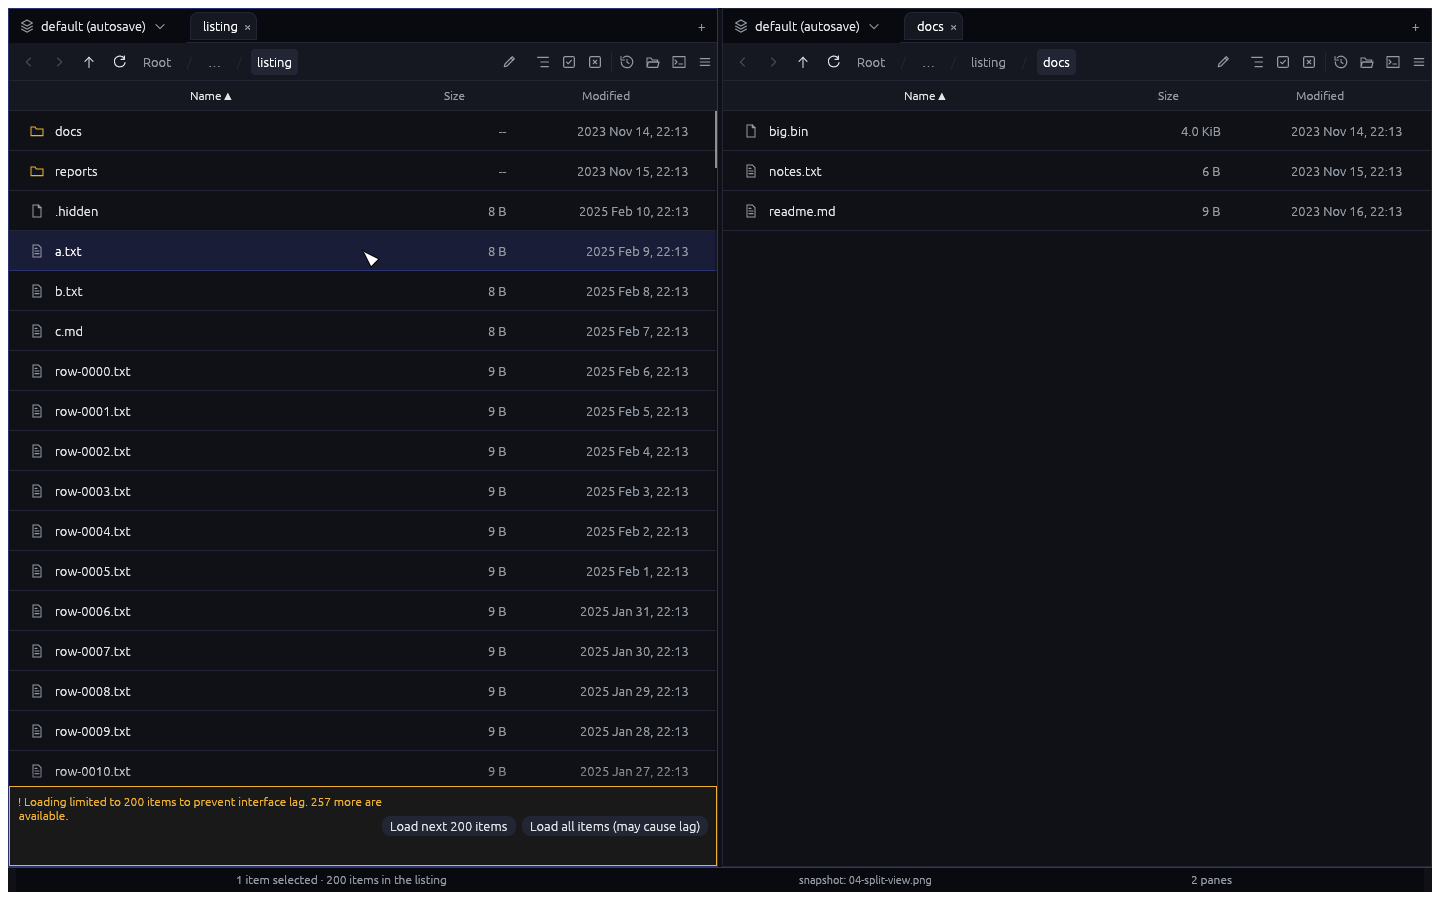 default (autosave) listing × +
Root / ... / listing
Name ▲ Size Modified
docs -- 2023 Nov 14, 22:13
reports -- 2023 Nov 15, 22:13
.hidden 8 B 2025 Feb 10, 22:13
a.txt 8 B 2025 Feb 9, 22:13
b.txt 8 B 2025 Feb 8, 22:13
c.md 8 B 2025 Feb 7, 22:13
row-0000.txt 9 B 2025 Feb 6, 22:13
row-0001.txt 9 B 2025 Feb 5, 22:13
row-0002.txt 9 B 2025 Feb 4, 22:13
row-0003.txt 9 B 2025 Feb 3, 22:13
row-0004.txt 9 B 2025 Feb 2, 22:13
row-0005.txt 9 B 2025 Feb 1, 22:13
row-0006.txt 9 B 2025 Jan 31, 22:13
row-0007.txt 9 B 2025 Jan 30, 22:13
row-0008.txt 9 B 2025 Jan 29, 22:13
row-0009.txt 9 B 2025 Jan 28, 22:13
row-0010.txt 9 B 2025 Jan 27, 22:13
! Loading limited to 200 items to prevent interface lag. 257 more are
available.
Load next 200 items Load all items (may cause lag)
default (autosave) docs × +
Root / ... / listing / docs
Name ▲ Size Modified
big.bin 4.0 KiB 2023 Nov 14, 22:13
notes.txt 6 B 2023 Nov 15, 22:13
readme.md 9 B 2023 Nov 16, 22:13
1 item selected · 200 items in the listing snapshot: 04-split-view.png 2 panes